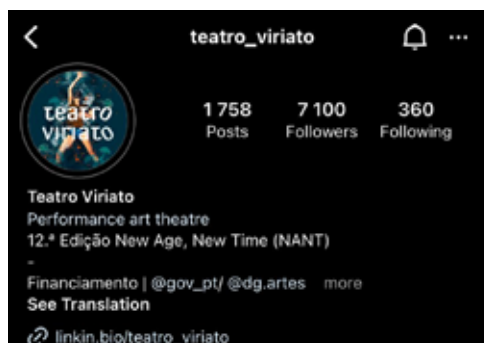 teatro_viriato
teatro
viriato
1 758 7 100 360
Posts Followers Following
Teatro Viriato
Performance art theatre
12.ª Edição New Age, New Time (NANT)
-
Financiamento | @gov_pt/ @dg.artes more
See Translation
linkin.bio/teatro_viriato